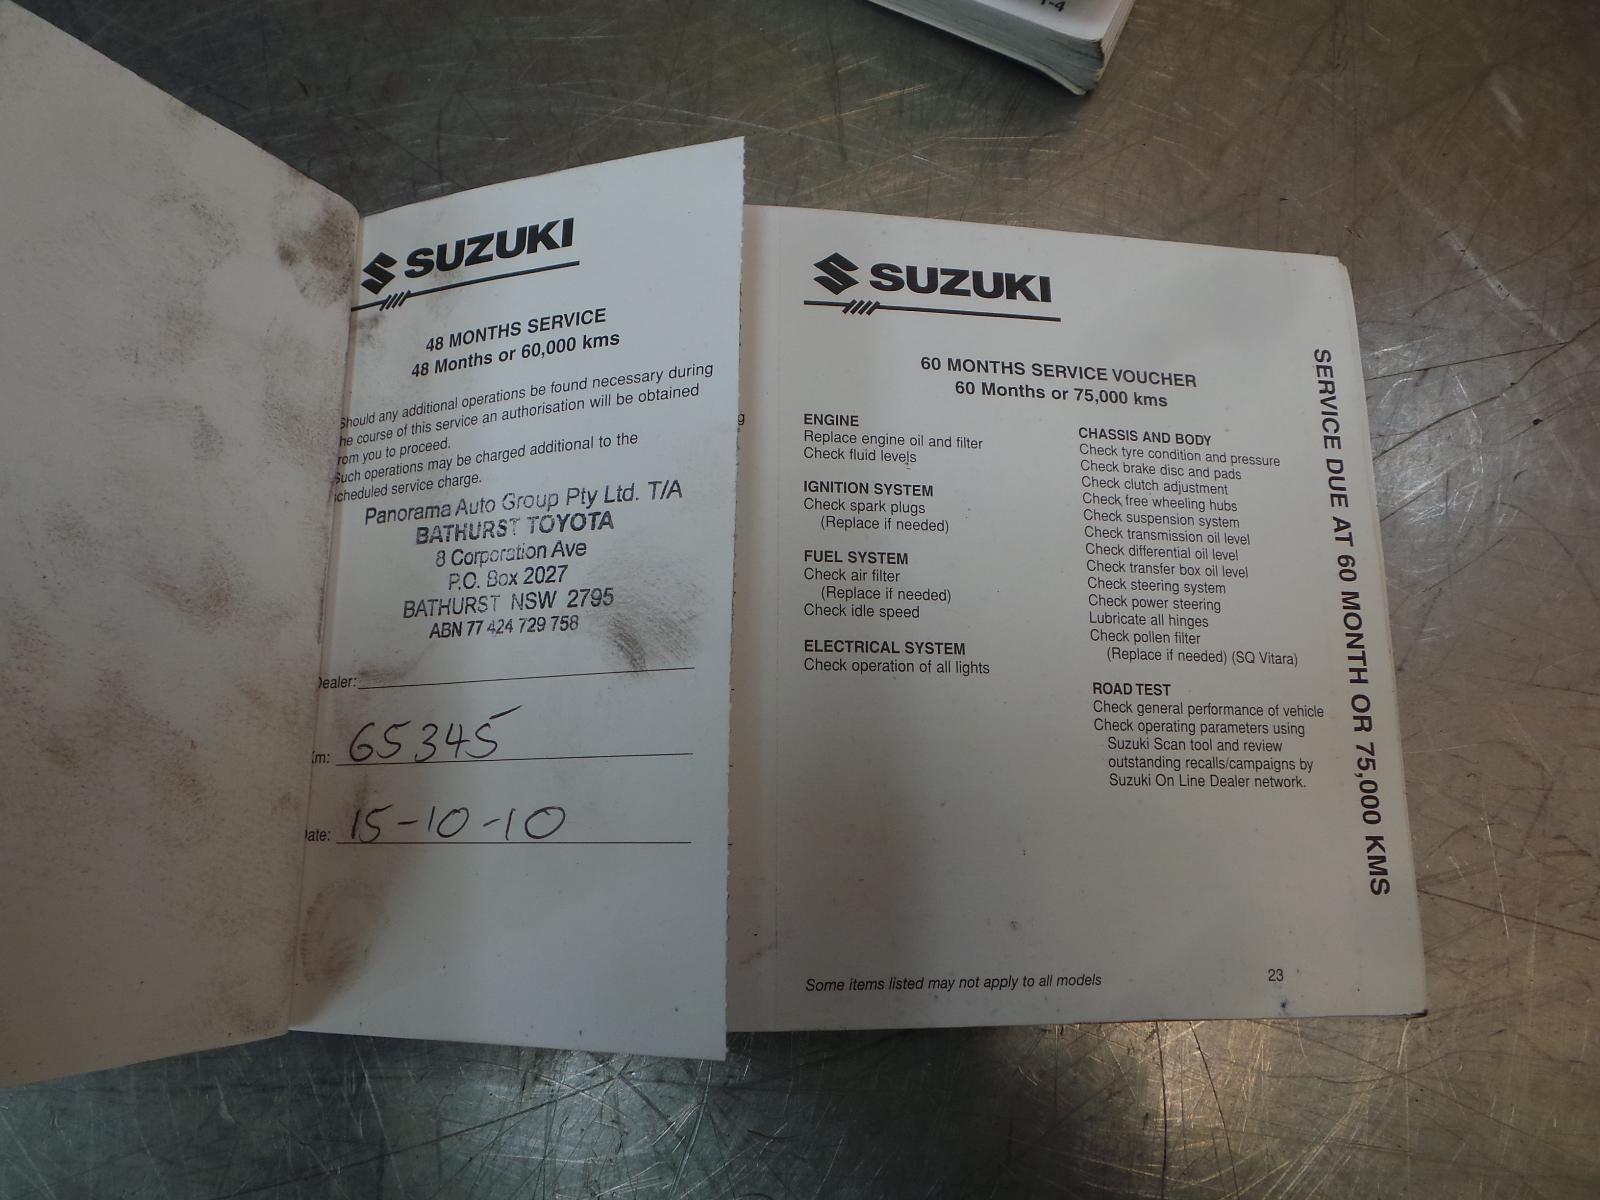 1-4
SUZUKI
48 MONTHS SERVICE
48 Months or 60,000 kms
Should any additional operations be found necessary during
he course of this service an authorisation will be obtained
rom you to proceed.
Such operations may be charged additional to the
cheduled service charge.
Panorama Auto Group Pty Ltd. T/A
BATHURST TOYOTA
8 Corporation Ave
P.O. Box 2027
BATHURST NSW 2795
ABN 77 424 729 758
Dealer:
Km: 65345
Date: 15-10-10
g
SUZUKI
60 MONTHS SERVICE VOUCHER
60 Months or 75,000 kms
ENGINE
Replace engine oil and filter
Check fluid levels
IGNITION SYSTEM
Check spark plugs
(Replace if needed)
FUEL SYSTEM
Check air filter
(Replace if needed)
Check idle speed
ELECTRICAL SYSTEM
Check operation of all lights
CHASSIS AND BODY
Check tyre condition and pressure
Check brake disc and pads
Check clutch adjustment
Check free wheeling hubs
Check suspension system
Check transmission oil level
Check differential oil level
Check transfer box oil level
Check steering system
Check power steering
Lubricate all hinges
Check pollen filter
(Replace if needed) (SQ Vitara)
ROAD TEST
Check general performance of vehicle
Check operating parameters using
Suzuki Scan tool and review
outstanding recalls/campaigns by
Suzuki On Line Dealer network.
Some items listed may not apply to all models
23
SERVICE DUE AT 60 MONTH OR 75,000 KMS